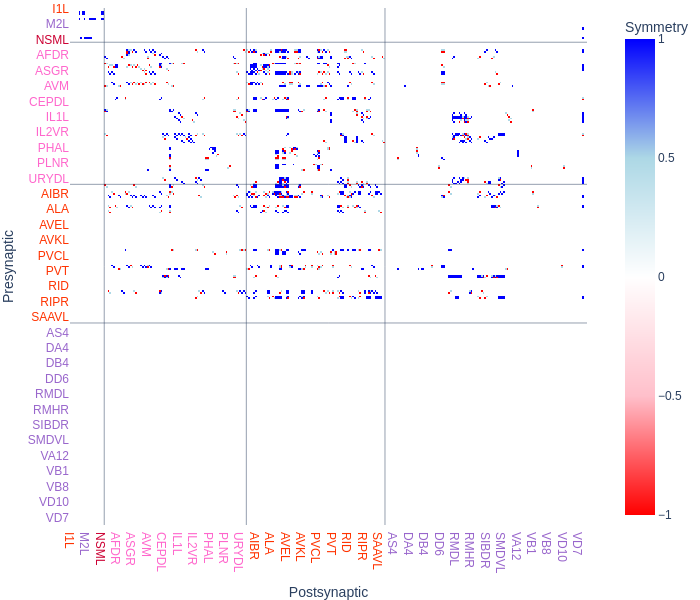 Symmetry
1
0.5
0
−0.5
−1
Presynaptic
I1L
M2L
NSML
AFDR
ASGR
AVM
CEPDL
IL1L
IL2VR
PHAL
PLNR
URYDL
AIBR
ALA
AVEL
AVKL
PVCL
PVT
RID
RIPR
SAAVL
AS4
DA4
DB4
DD6
RMDL
RMHR
SIBDR
SMDVL
VA12
VB1
VB8
VD10
VD7
I1L
M2L
NSML
AFDR
ASGR
AVM
CEPDL
IL1L
IL2VR
PHAL
PLNR
URYDL
AIBR
ALA
AVEL
AVKL
PVCL
PVT
RID
RIPR
SAAVL
AS4
DA4
DB4
DD6
RMDL
RMHR
SIBDR
SMDVL
VA12
VB1
VB8
VD10
VD7
Postsynaptic